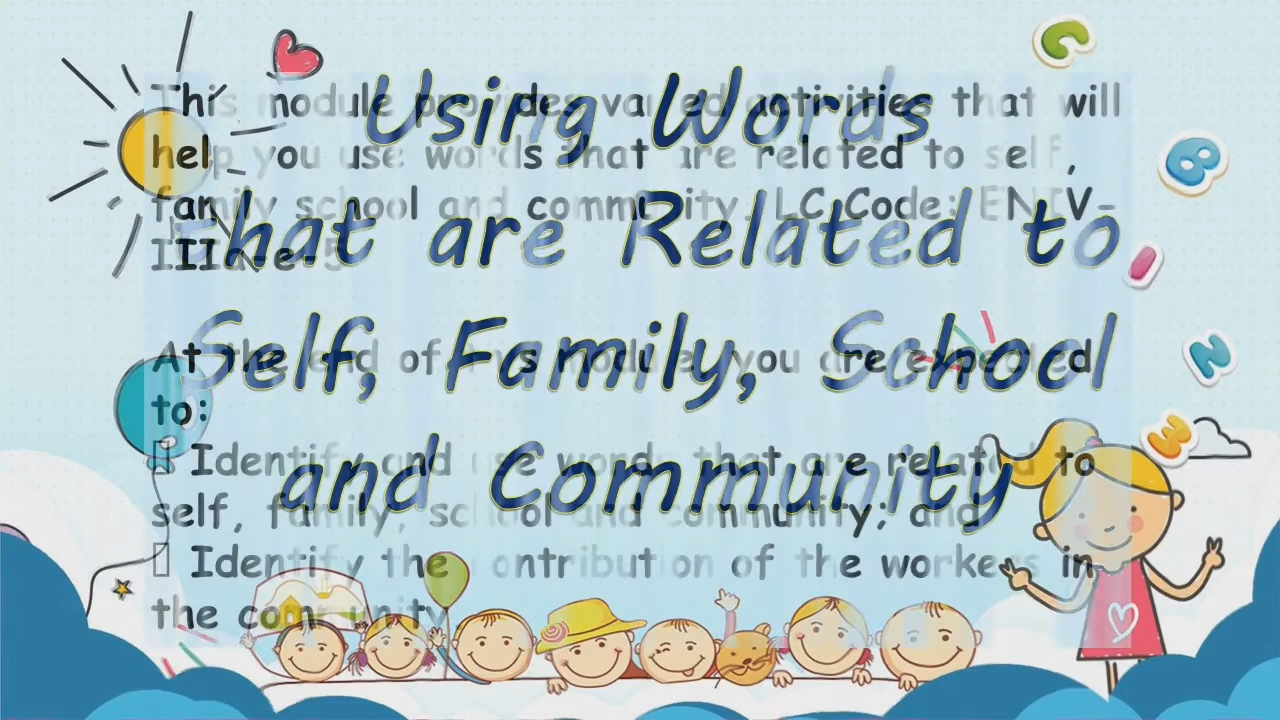 Using Words
that are Related to
Self, Family, School
and Community
This module provides varied activities that will
help you use words that are related to self,
family school and community. LC Code:
At the end of this module, you are expected
to:
Identify and use words that are related to
self, family, school and community; and
Identify the contribution of the workers in
the community
C
B
N
3